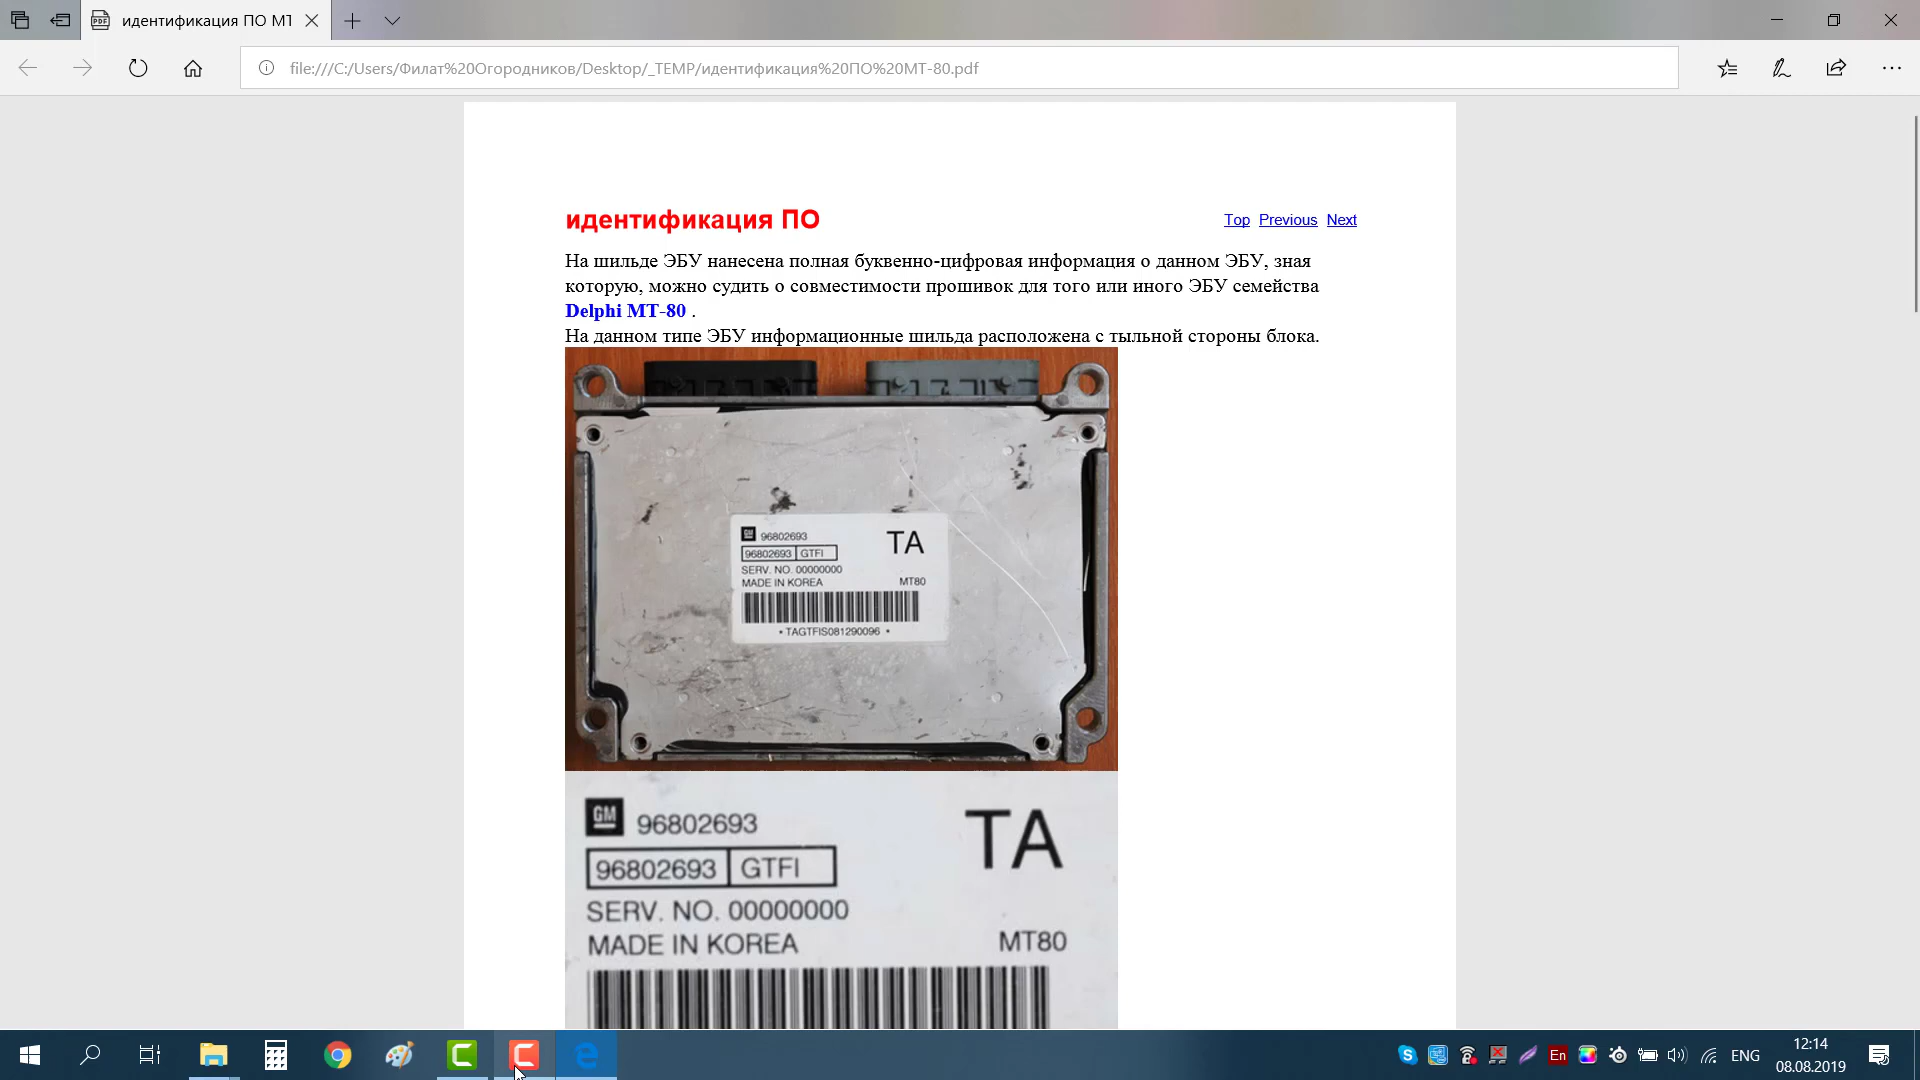 идентификация ПО МТ
file:///C:/Users/Филат%20Огородников/Desktop/_TEMP/идентификация%20ПО%20МТ-80.pdf
идентификация ПО
Top Previous Next
На шильде ЭБУ нанесена полная буквенно-цифровая информация о данном ЭБУ, зная
которую, можно судить о совместимости прошивок для того или иного ЭБУ семейства
Delphi МТ-80 .
На данном типе ЭБУ информационные шильда расположена с тыльной стороны блока.
GM 96802693
TA
96802693 GTFI
SERV. NO. 00000000
MADE IN KOREA MT80
• TAGTFIS081290096 •
GM 96802693
TA
96802693 GTFI
SERV. NO. 00000000
MADE IN KOREA MT80
En
ENG
12:14
08.08.2019